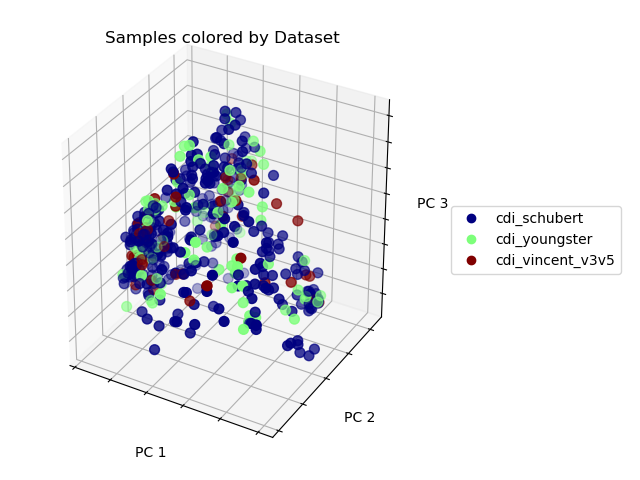 Samples colored by Dataset
PC 3
cdi_schubert
cdi_youngster
cdi_vincent_v3v5
PC 2
PC 1